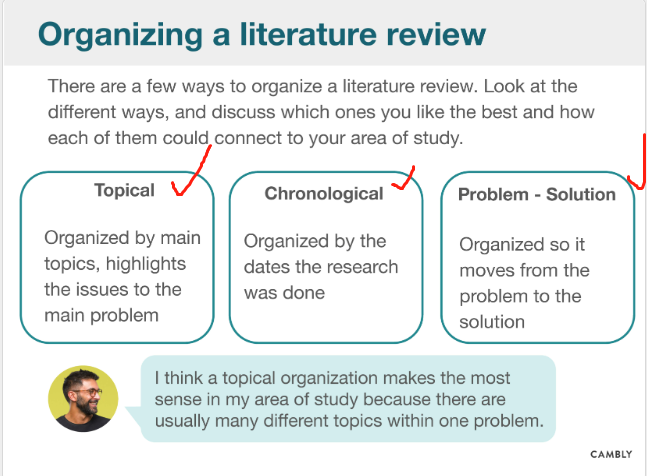 Organizing a literature review
There are a few ways to organize a literature review. Look at the
different ways, and discuss which ones you like the best and how
each of them could connect to your area of study.
Topical
Organized by main
topics, highlights
the issues to the
main problem
Chronological
Organized by the
dates the research
was done
Problem - Solution
Organized so it
moves from the
problem to the
solution
I think a topical organization makes the most
sense in my area of study because there are
usually many different topics within one problem.
CAMBLY